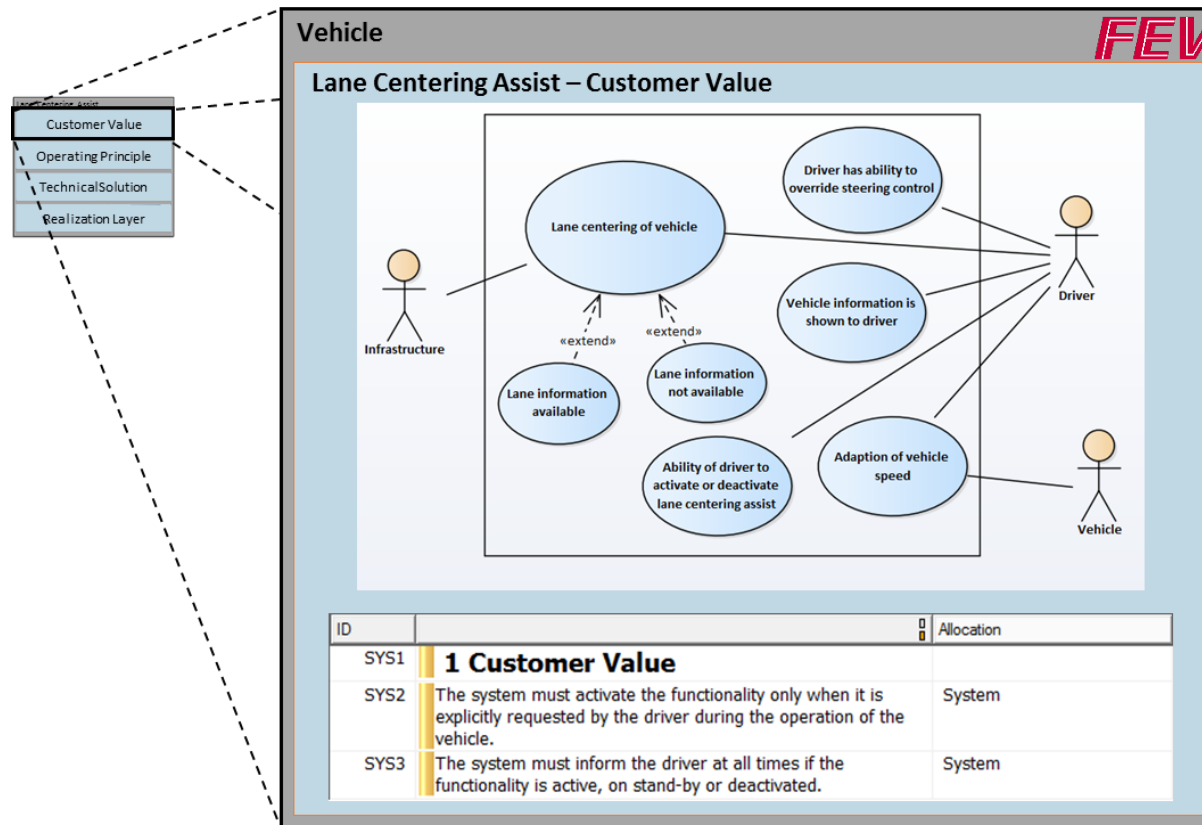 Vehicle
FEV
Lane Centering Assist – Customer Value
Lane Centering Assist
Customer Value
Operating Principle
TechnicalSolution
Realization Layer
Driver has ability to
override steering control
Lane centering of vehicle
Driver
Vehicle information is
shown to driver
Infrastructure
«extend»
«extend»
Lane information
available
Lane information
not available
Ability of driver to
activate or deactivate
lane centering assist
Adaption of vehicle
speed
Vehicle
ID
Allocation
SYS1
1 Customer Value
SYS2
The system must activate the functionality only when it is
explicitly requested by the driver during the operation of the
vehicle.
System
SYS3
The system must inform the driver at all times if the
functionality is active, on stand-by or deactivated.
System